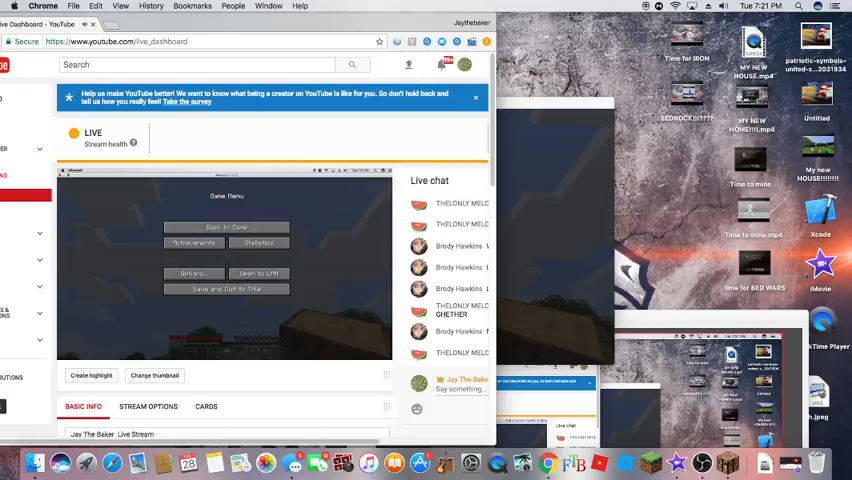 Chrome File Edit View History Bookmarks People Window Help
Tue 7:21 PM
ive Dashboard - YouTube
Jaythebaker
Secure https://www.youtube.com/live_dashboard
Search
99+
Help us make YouTube better! We want to know what being a creator on YouTube is like for you. So don't hold back and
tell us how you really feel! Take the survey
LIVE
Stream health
Game Menu
Back to Game
Achievements Statistics
Options... Open to LAN
Save and Quit to Title
Live chat
THELONLY MELO
THELONLY MELO
Brody Hawkins
Brody Hawkins
Brody Hawkins
THELONLY MELO
GHETHER
Brody Hawkins
THELONLY MELO
Jay The Baker
Say something...
Create highlight Change thumbnail
BASIC INFO STREAM OPTIONS CARDS
Jay The Baker Live Stream
Time for IRON
MY NEW
HOUSE.mp4
patriotic-symbols-
united-s...2031934
BEDROCK!!!????
MY NEW
HOME!!!!.mp4
Untitled
Time to mine
My new
house!!!!!!!!
Time to mine.mp4
Xcode
time for BED WARS
iMovie
kTime Player
h.jpeg
FTB